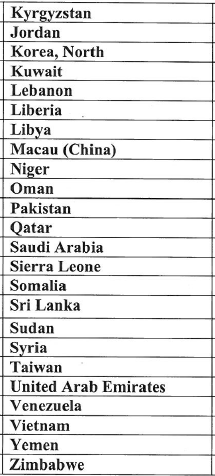 Kyrgyzstan
Jordan
Korea, North
Kuwait
Lebanon
Liberia
Libya
Macau (China)
Niger
Oman
Pakistan
Qatar
Saudi Arabia
Sierra Leone
Somalia
Sri Lanka
Sudan
Syria
Taiwan
United Arab Emirates
Venezuela
Vietnam
Yemen
Zimbabwe